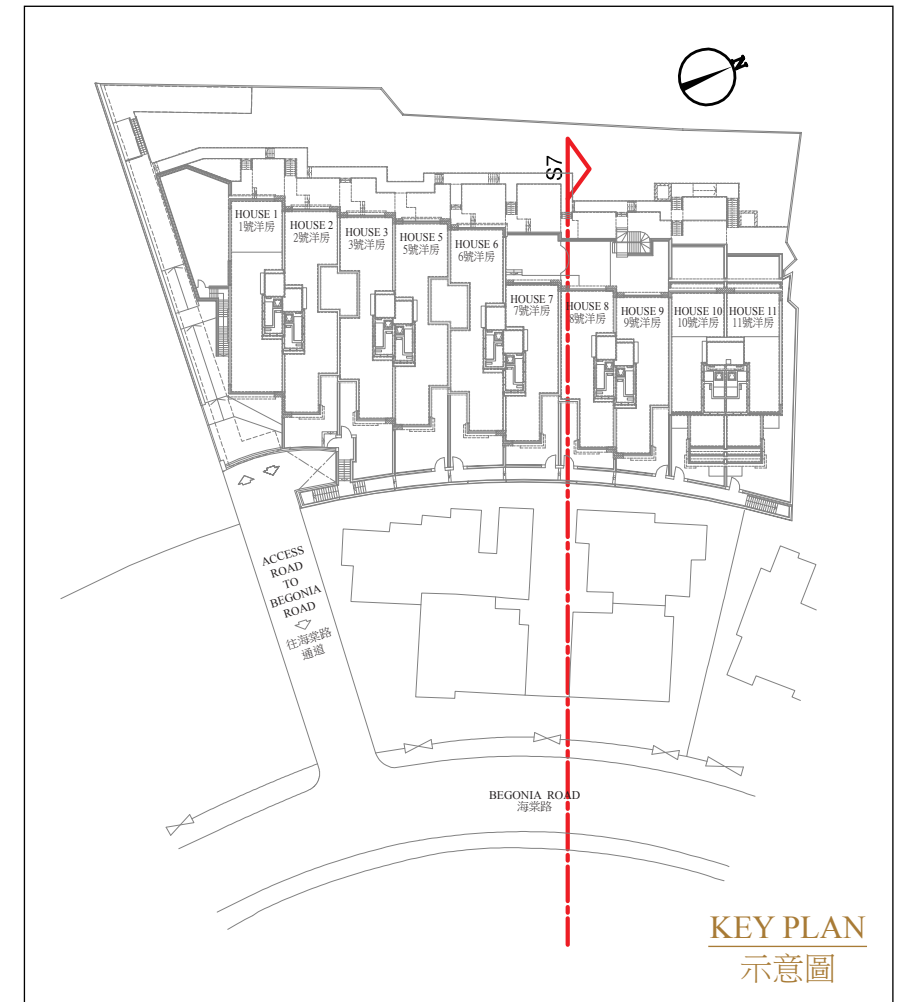 N
S7
HOUSE 1
1號洋房
HOUSE 2
2號洋房
HOUSE 3
3號洋房
HOUSE 5
5號洋房
HOUSE 6
6號洋房
HOUSE 7
7號洋房
HOUSE 8
8號洋房
HOUSE 9
9號洋房
HOUSE 10
10號洋房
HOUSE 11
11號洋房
ACCESS
ROAD
TO
BEGONIA
ROAD
往海棠路
通道
BEGONIA ROAD
海棠路
KEY PLAN
示意圖